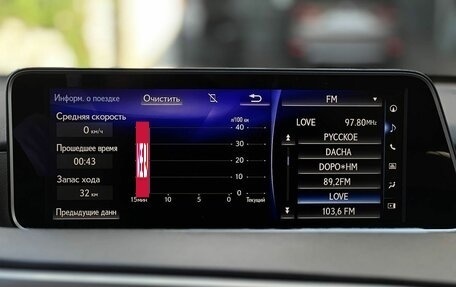 Информ. о поездке
Очистить
Средняя скорость
0 км/ч
Прошедшее время
00:43
Запас хода
32 км
Предыдущие данн
л/100 км
40
30
20
10
0
15мин 10 5 Текущий
FM
LOVE 97.80MHz
РУССКОЕ
DACHA
DOPO*HM
89,2FM
LOVE
103,6 FM